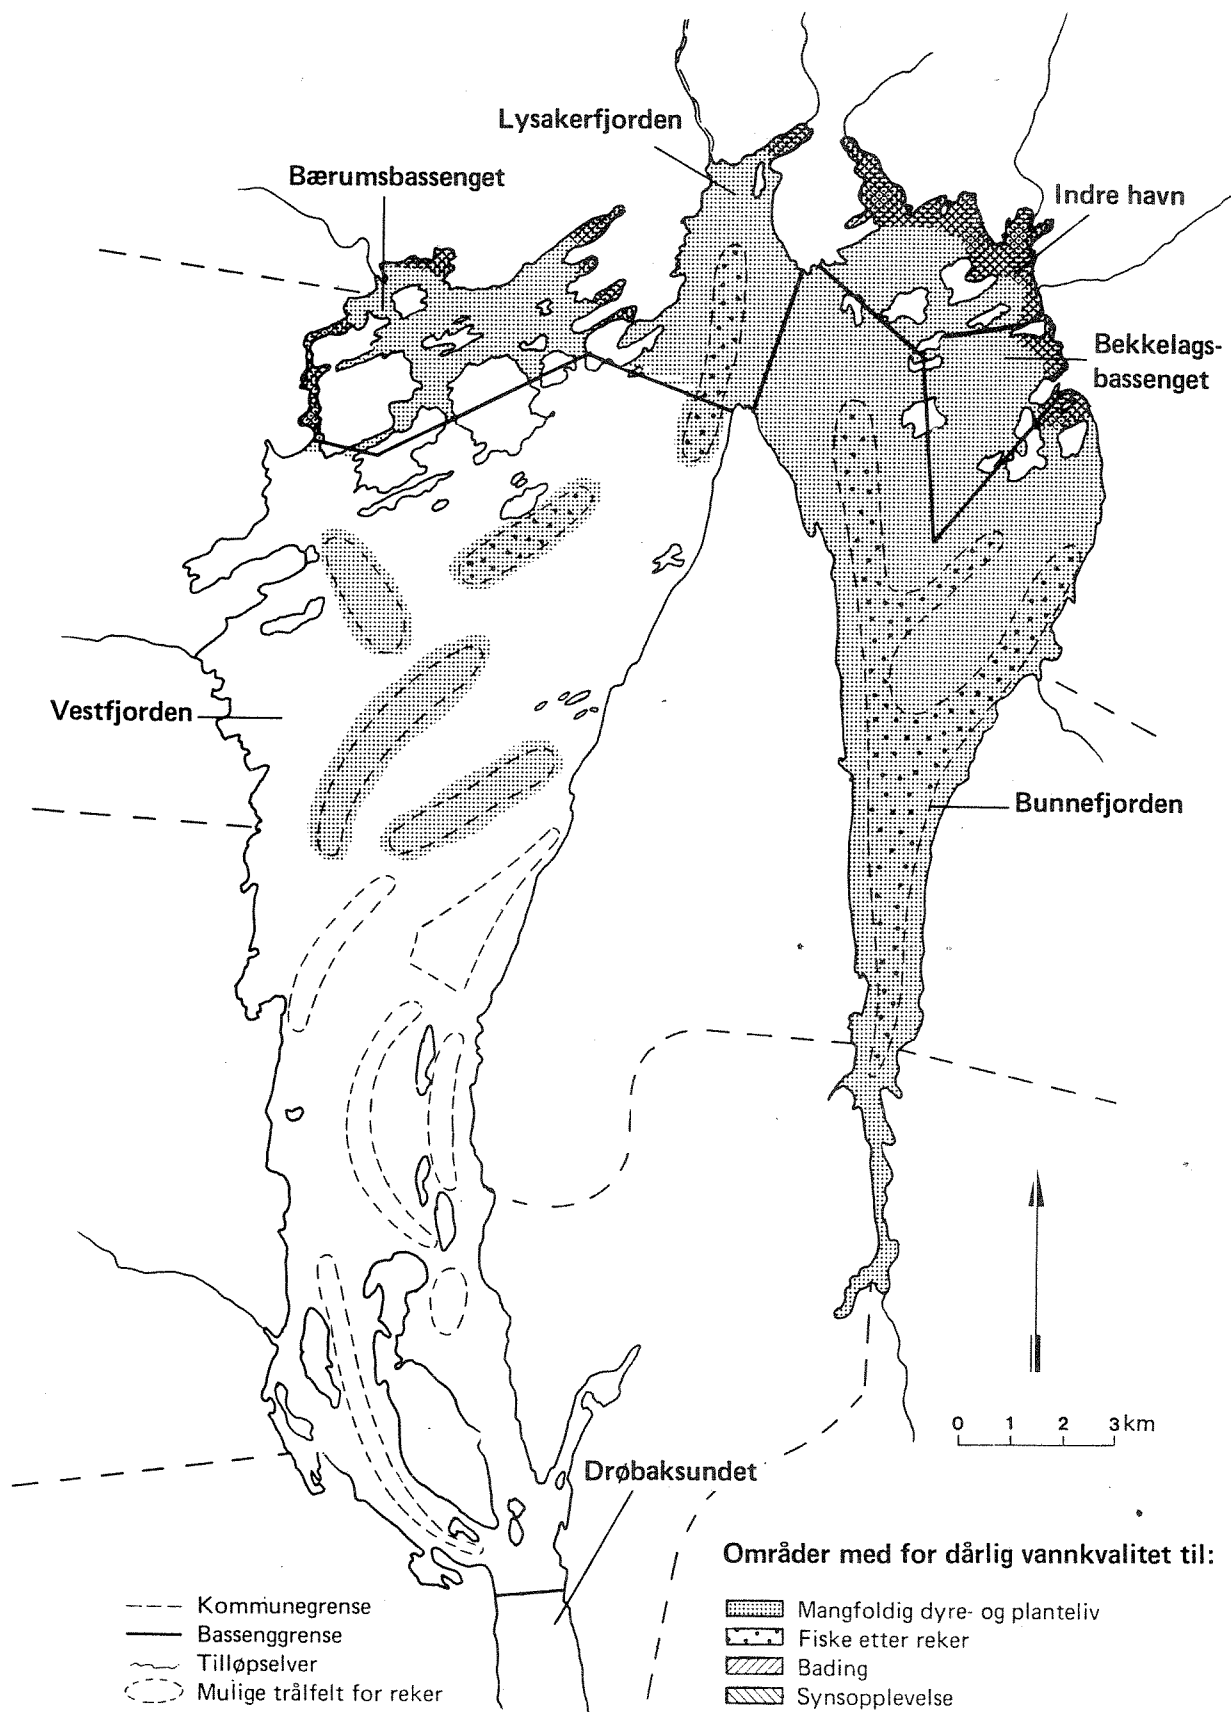 Lysakerfjorden
Bærumsbassenget
Indre havn
Bekkelags-
bassenget
Vestfjorden
Bunnefjorden
0 1 2 3 km
Drøbaksundet
Områder med for dårlig vannkvalitet til:
Mangfoldig dyre- og planteliv
Fiske etter reker
Bading
Synsopplevelse
Kommunegrense
Bassenggrense
Tilløpselver
Mulige trålfelt for reker